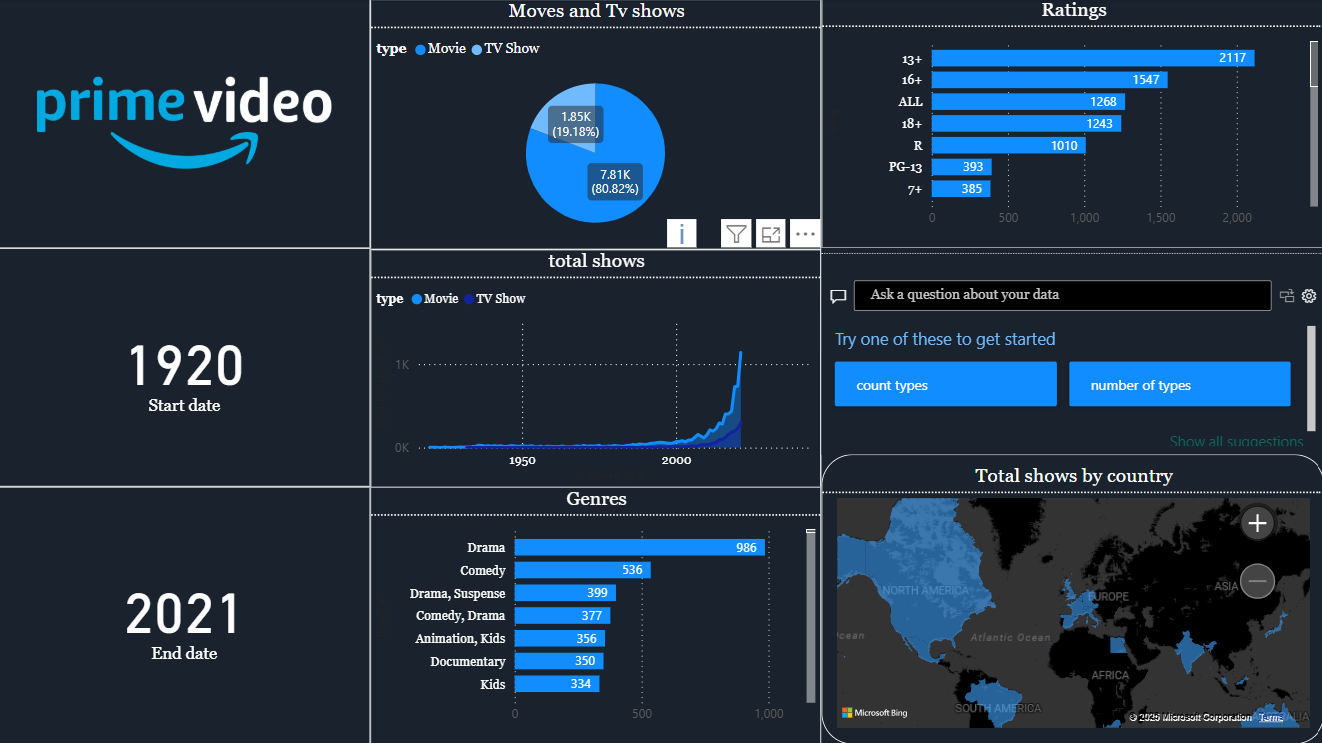 prime video
1920
Start date
2021
End date
Moves and Tv shows
type Movie TV Show
1.85K
(19.18%)
7.81K
(80.82%)
total shows
type Movie TV Show
1K
0K
1950 2000
Genres
Drama 986
Comedy 536
Drama, Suspense 399
Comedy, Drama 377
Animation, Kids 356
Documentary 350
Kids 334
0 500 1,000
Ratings
13+ 2117
16+ 1547
ALL 1268
18+ 1243
R 1010
PG-13 393
7+ 385
0 500 1,000 1,500 2,000
Ask a question about your data
Try one of these to get started
count types number of types
Show all suggestions
Total shows by country
NORTH AMERICA
EUROPE
ASIA
Atlantic Ocean
AFRICA
SOUTH AMERICA
Microsoft Bing
© 2025 Microsoft Corporation Terms